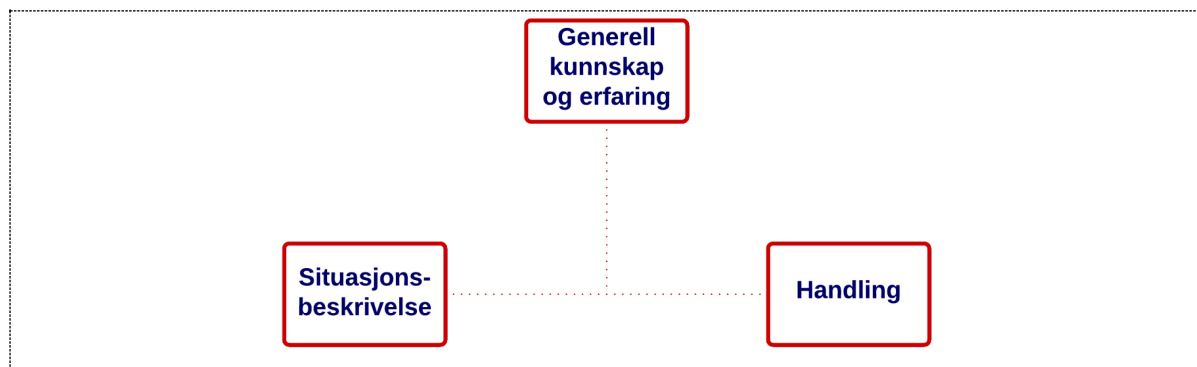 Generell
kunnskap
og erfaring
Situasjons-
beskrivelse
Handling